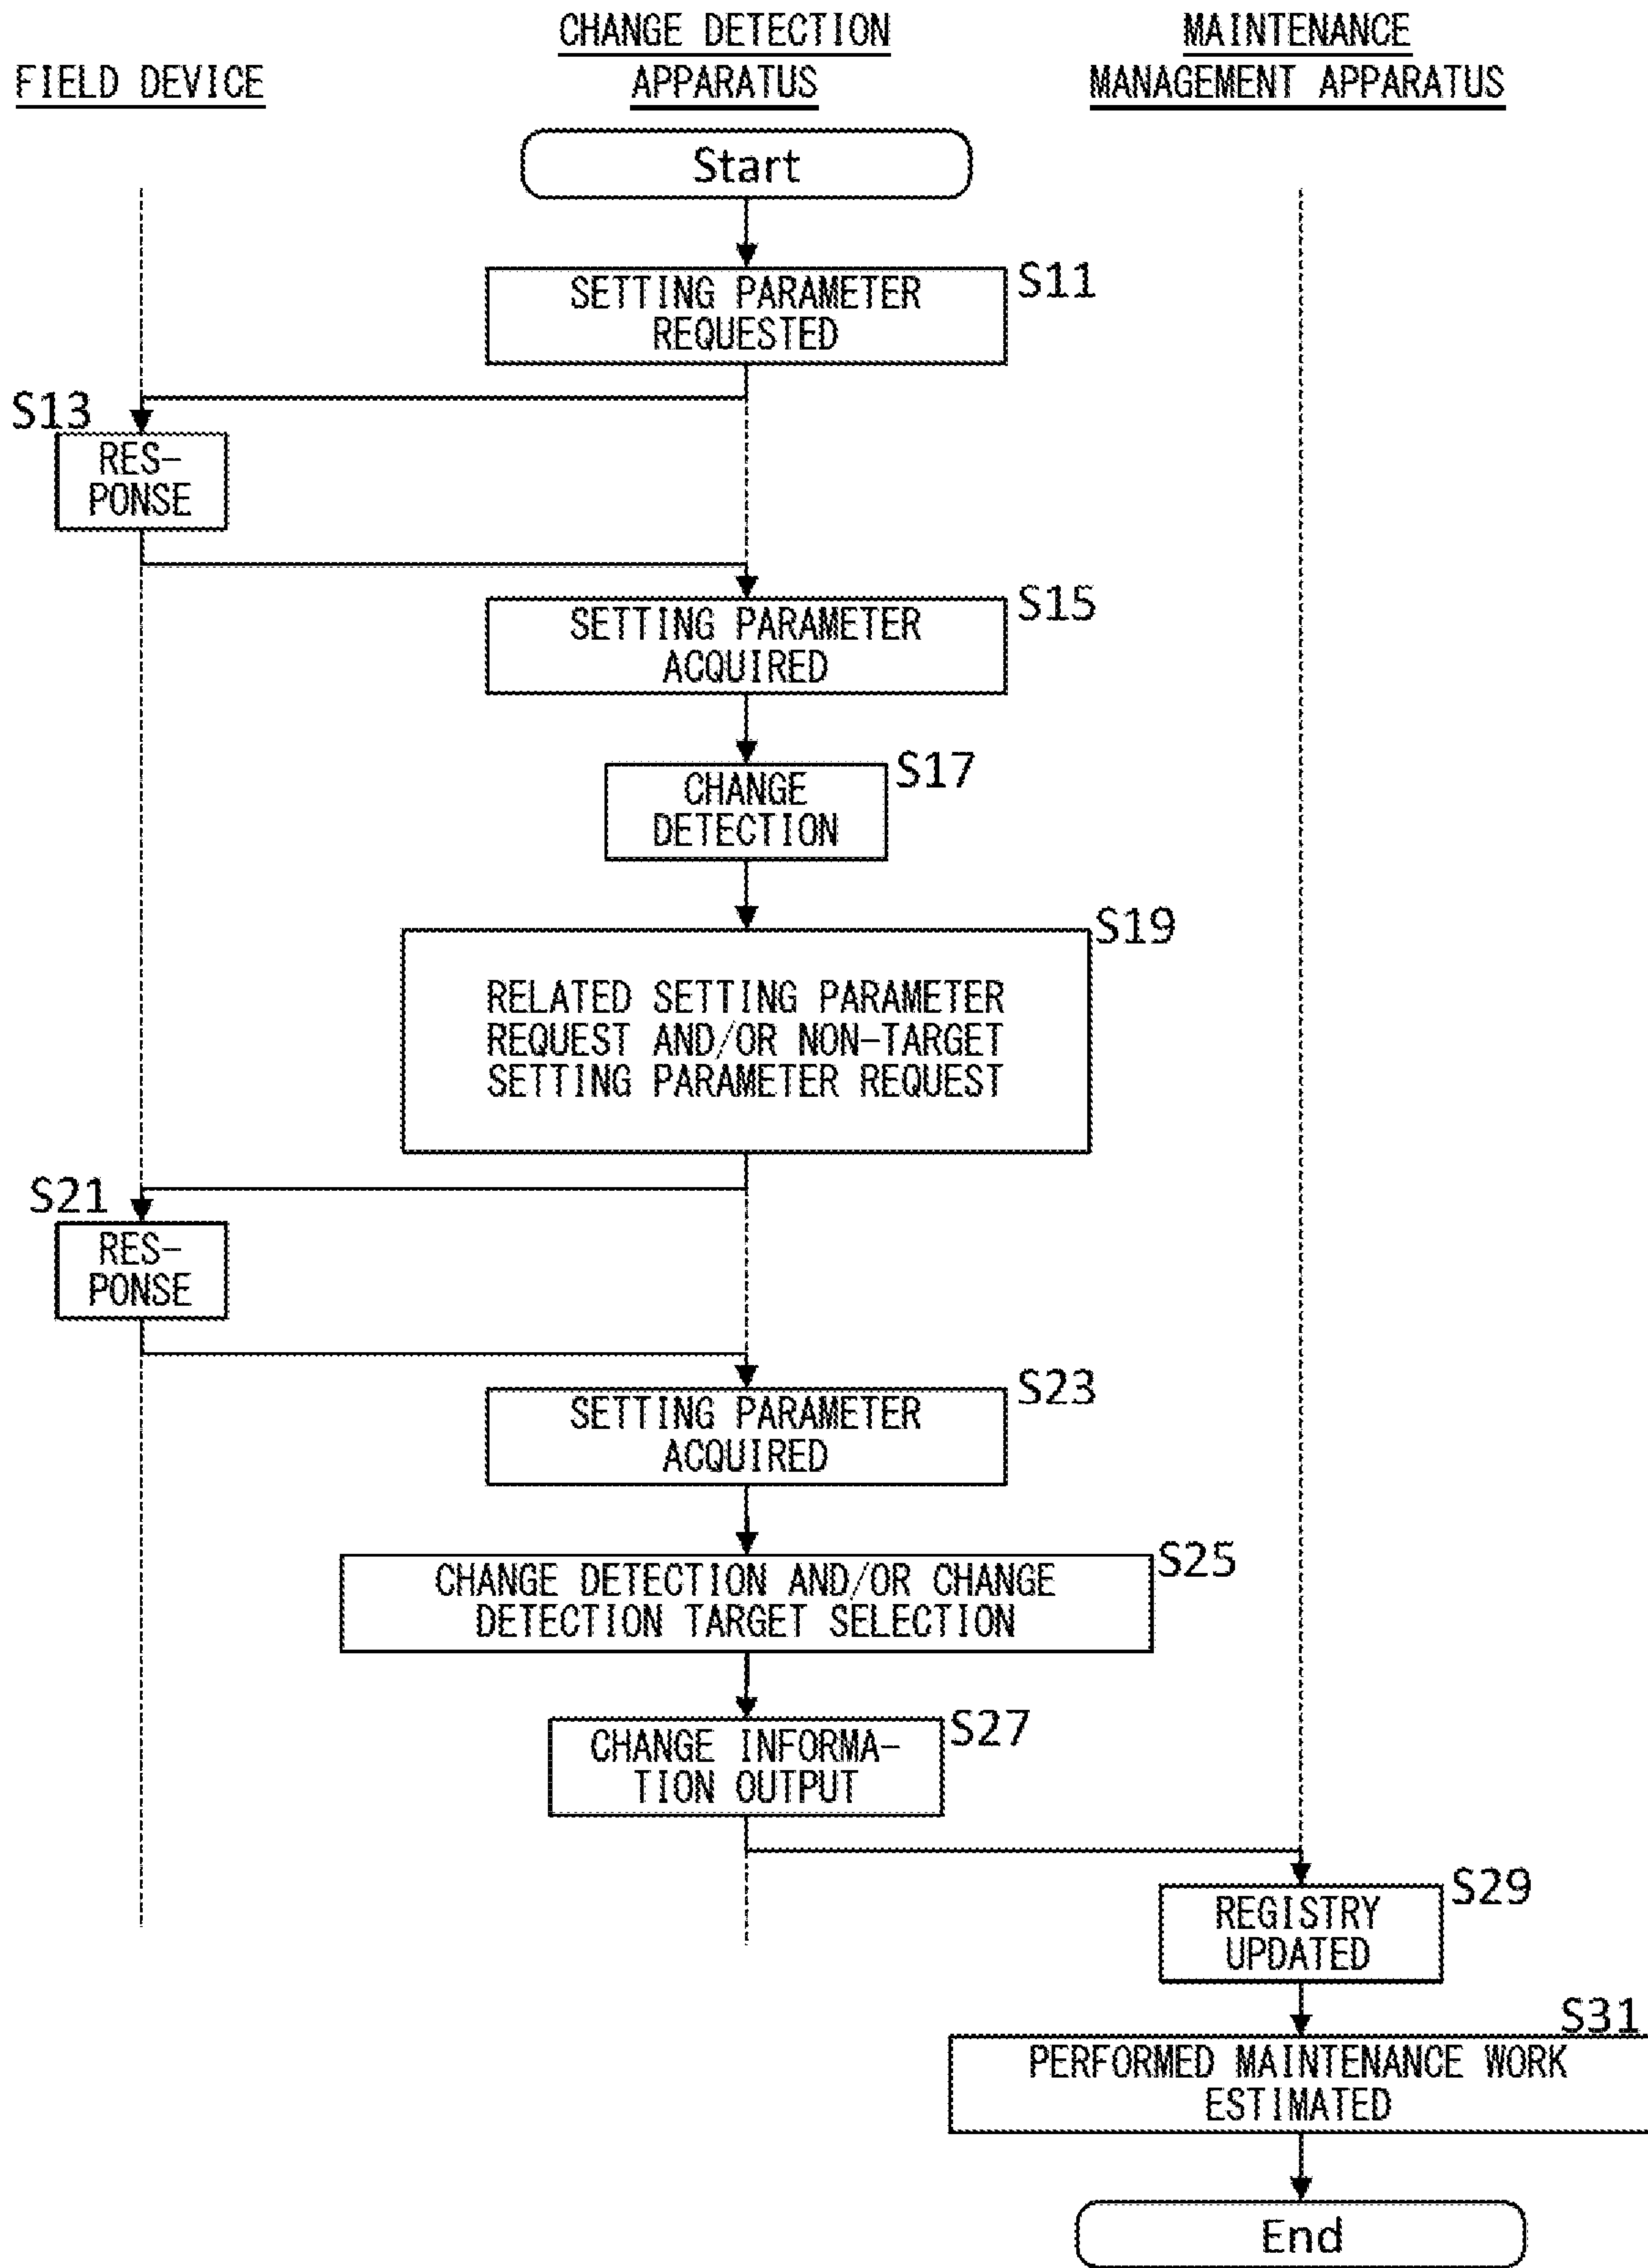 FIELD DEVICE
CHANGE DETECTION
APPARATUS
MAINTENANCE
MANAGEMENT APPARATUS
Start
S11
SETTING PARAMETER
REQUESTED
S13
RES-
PONSE
S15
SETTING PARAMETER
ACQUIRED
S17
CHANGE
DETECTION
S19
RELATED SETTING PARAMETER
REQUEST AND/OR NON-TARGET
SETTING PARAMETER REQUEST
S21
RES-
PONSE
S23
SETTING PARAMETER
ACQUIRED
S25
CHANGE DETECTION AND/OR CHANGE
DETECTION TARGET SELECTION
S27
CHANGE INFORMA-
TION OUTPUT
S29
REGISTRY
UPDATED
S31
PERFORMED MAINTENANCE WORK
ESTIMATED
End